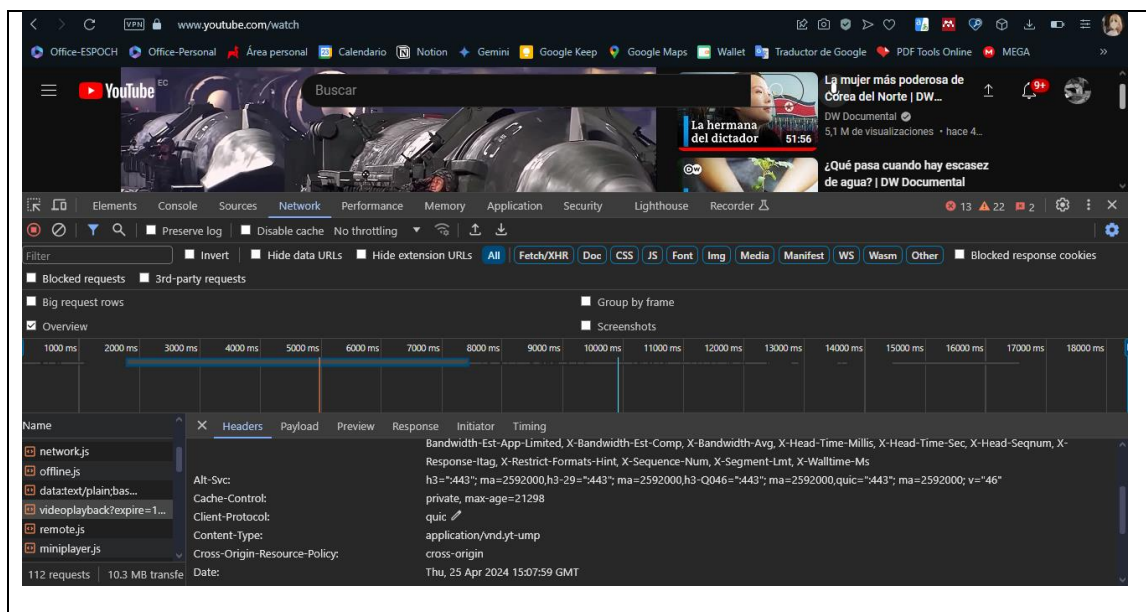 VPN www.youtube.com/watch
Office-ESPOCH Office-Personal Área personal Calendario Notion Gemini Google Keep Google Maps Wallet Traductor de Google PDF Tools Online MEGA »
YouTube EC Buscar 9+
La hermana del dictador 51:56
La mujer más poderosa de
Corea del Norte | DW...
DW Documental
5,1 M de visualizaciones • hace 4...
DW
¿Qué pasa cuando hay escasez
de agua? | DW Documental
Elements Console Sources Network Performance Memory Application Security Lighthouse Recorder 13 22 2
Preserve log Disable cache No throttling
Filter Invert Hide data URLs Hide extension URLs All Fetch/XHR Doc CSS JS Font Img Media Manifest WS Wasm Other Blocked response cookies
Blocked requests 3rd-party requests
Big request rows Group by frame
Overview Screenshots
1000 ms 2000 ms 3000 ms 4000 ms 5000 ms 6000 ms 7000 ms 8000 ms 9000 ms 10000 ms 11000 ms 12000 ms 13000 ms 14000 ms 15000 ms 16000 ms 17000 ms 18000 ms
Name Headers Payload Preview Response Initiator Timing
network.js
offline.js
data:text/plain;bas...
videoplayback?expire=1...
remote.js
miniplayer.js
112 requests 10.3 MB transfe
Bandwidth-Est-App-Limited, X-Bandwidth-Est-Comp, X-Bandwidth-Avg, X-Head-Time-Millis, X-Head-Time-Sec, X-Head-Seqnum, X-
Response-Itag, X-Restrict-Formats-Hint, X-Sequence-Num, X-Segment-Lmt, X-Walltime-Ms
Alt-Svc: h3=":443"; ma=2592000,h3-29=":443"; ma=2592000,h3-Q046=":443"; ma=2592000,quic=":443"; ma=2592000; v="46"
Cache-Control: private, max-age=21298
Client-Protocol: quic
Content-Type: application/vnd.yt-ump
Cross-Origin-Resource-Policy: cross-origin
Date: Thu, 25 Apr 2024 15:07:59 GMT